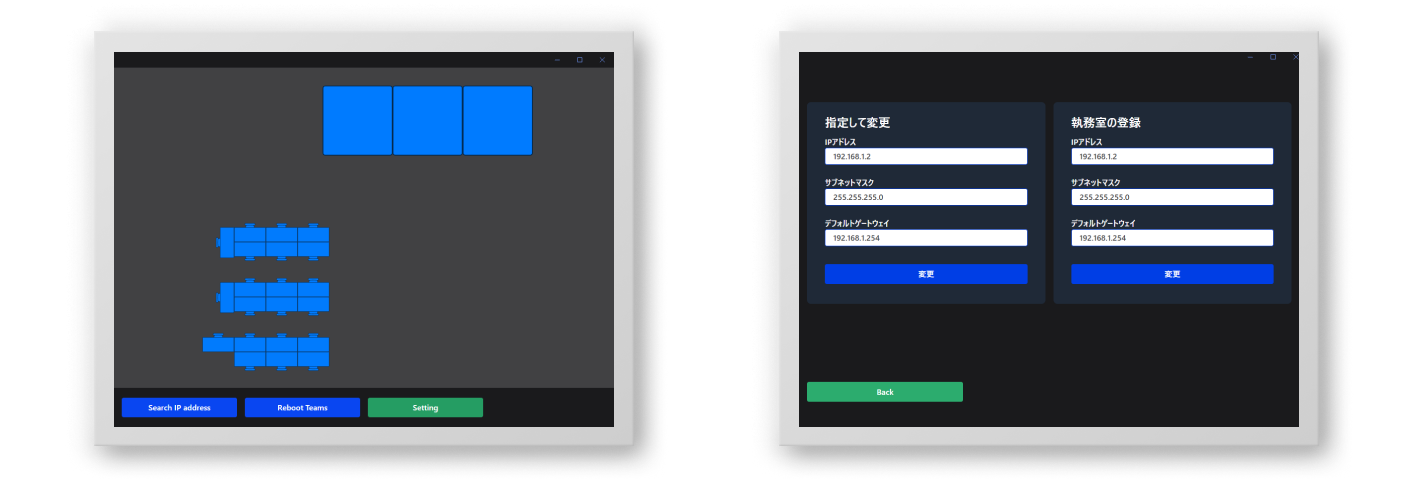 Search IP address
Reboot Teams
Setting
指定して変更
IPアドレス
192.168.1.2
サブネットマスク
255.255.255.0
デフォルトゲートウェイ
192.168.1.254
変更
執務室の登録
IPアドレス
192.168.1.2
サブネットマスク
255.255.255.0
デフォルトゲートウェイ
192.168.1.254
変更
Back